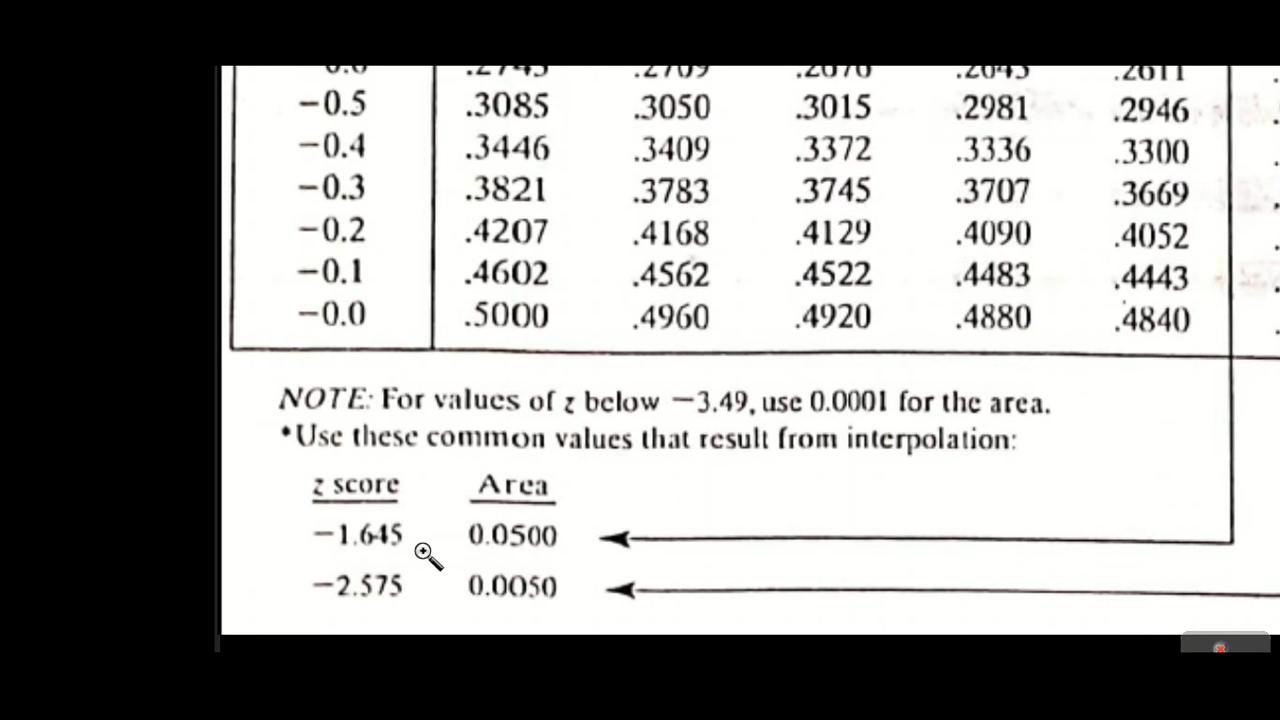 −0.5 .3085 .3050 .3015 .2981 .2946
−0.4 .3446 .3409 .3372 .3336 .3300
−0.3 .3821 .3783 .3745 .3707 .3669
−0.2 .4207 .4168 .4129 .4090 .4052
−0.1 .4602 .4562 .4522 .4483 .4443
−0.0 .5000 .4960 .4920 .4880 .4840
NOTE: For values of z below −3.49, use 0.0001 for the area.
*Use these common values that result from interpolation:
z score Area
−1.645 0.0500
−2.575 0.0050